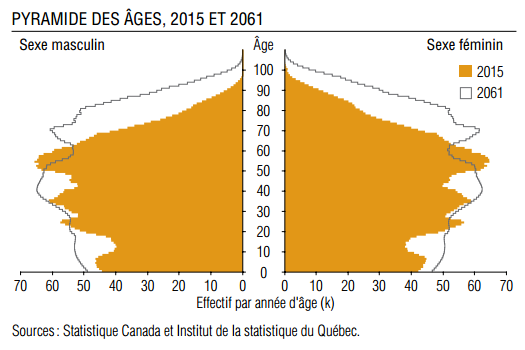 PYRAMIDE DES ÂGES, 2015 ET 2061
Sexe masculin
Âge
Sexe féminin
2015
2061
100
90
80
70
60
50
40
30
20
10
0
70 60 50 40 30 20 10 0
0 10 20 30 40 50 60 70
Effectif par année d'âge (k)
Sources : Statistique Canada et Institut de la statistique du Québec.